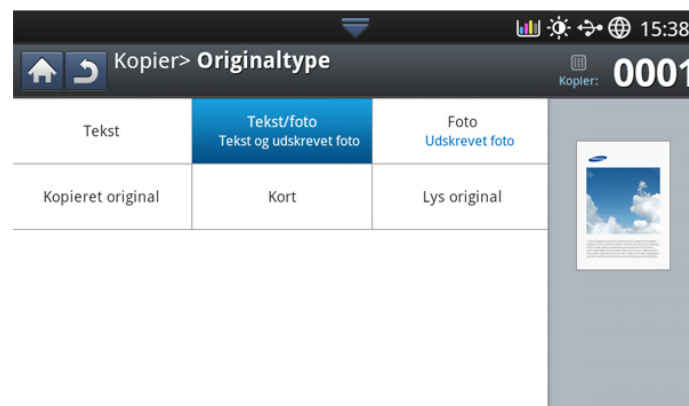 15:38
Kopier> Originaltype
Kopier: 0001
Tekst
Tekst/foto
Tekst og udskrevet foto
Foto
Udskrevet foto
Kopieret original
Kort
Lys original